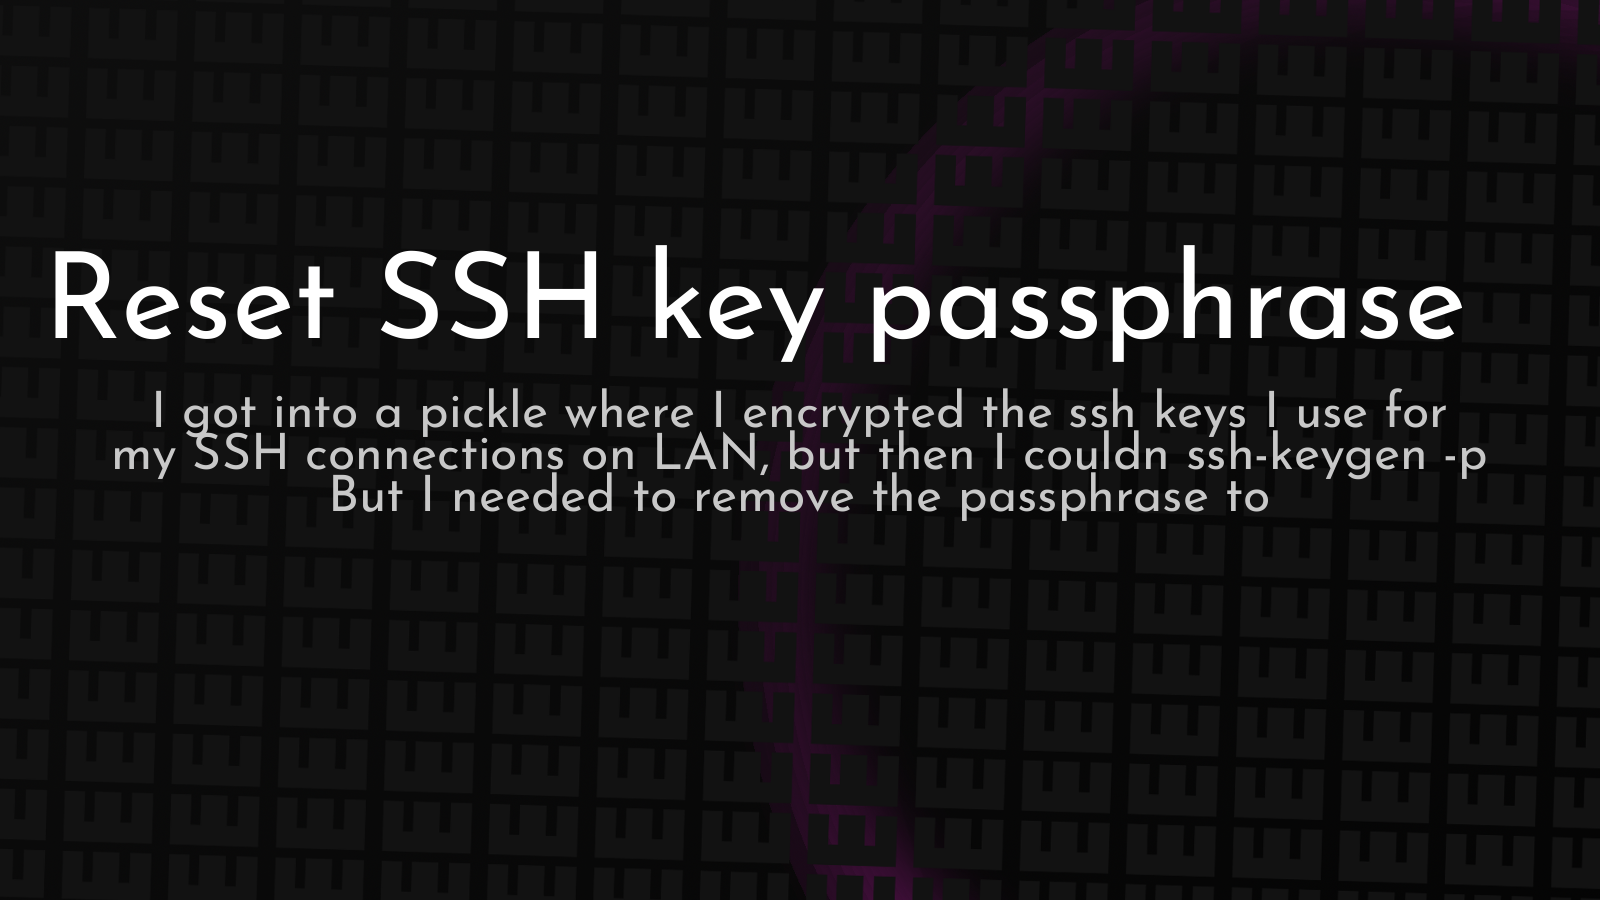 Reset SSH key passphrase
I got into a pickle where I encrypted the ssh keys I use for
my SSH connections on LAN, but then I couldn ssh-keygen -p
But I needed to remove the passphrase to